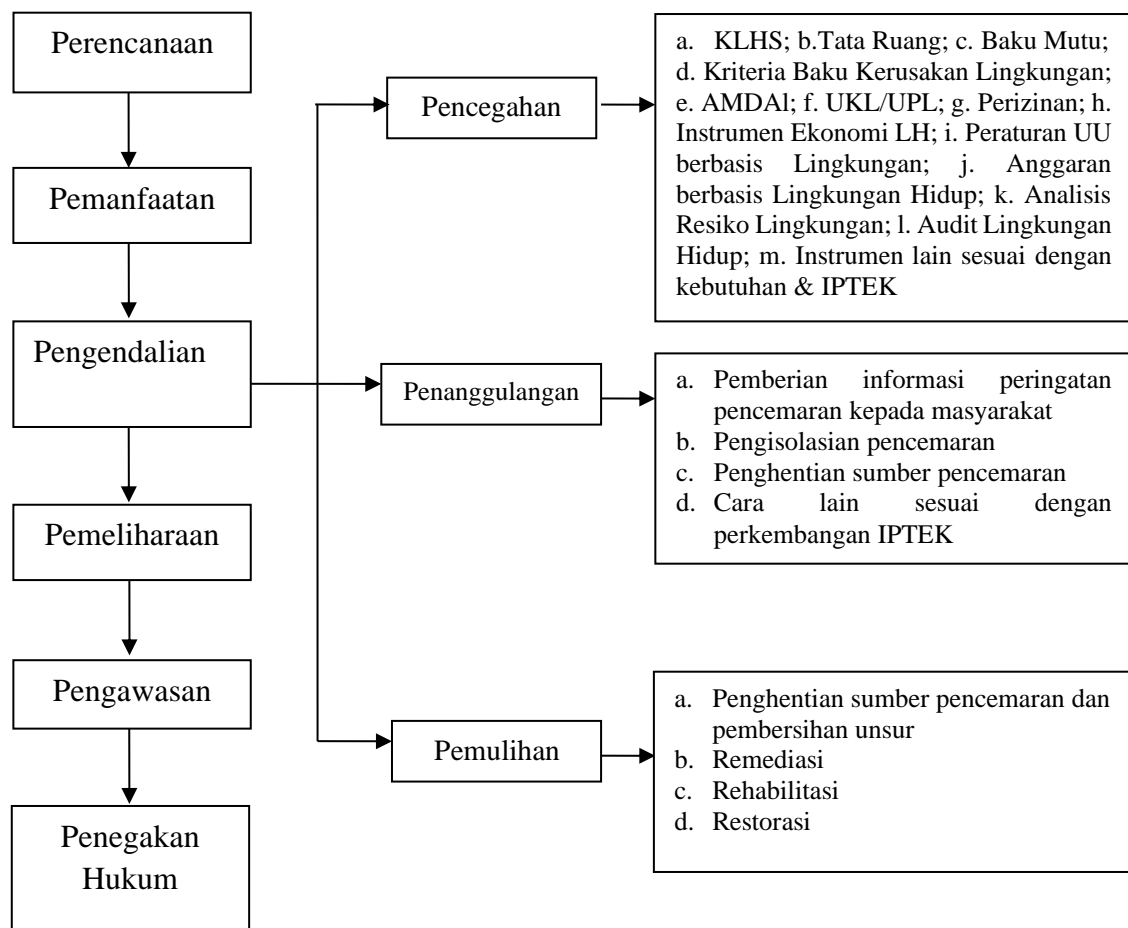 Perencanaan
Pemanfaatan
Pengendalian
Pemeliharaan
Pengawasan
Penegakan
Hukum
Pencegahan
a. KLHS; b.Tata Ruang; c. Baku Mutu;
d. Kriteria Baku Kerusakan Lingkungan;
e. AMDAl; f. UKL/UPL; g. Perizinan; h.
Instrumen Ekonomi LH; i. Peraturan UU
berbasis Lingkungan; j. Anggaran
berbasis Lingkungan Hidup; k. Analisis
Resiko Lingkungan; l. Audit Lingkungan
Hidup; m. Instrumen lain sesuai dengan
kebutuhan & IPTEK
Penanggulangan
a. Pemberian informasi peringatan
pencemaran kepada masyarakat
b. Pengisolasian pencemaran
c. Penghentian sumber pencemaran
d. Cara lain sesuai dengan
perkembangan IPTEK
Pemulihan
a. Penghentian sumber pencemaran dan
pembersihan unsur
b. Remediasi
c. Rehabilitasi
d. Restorasi